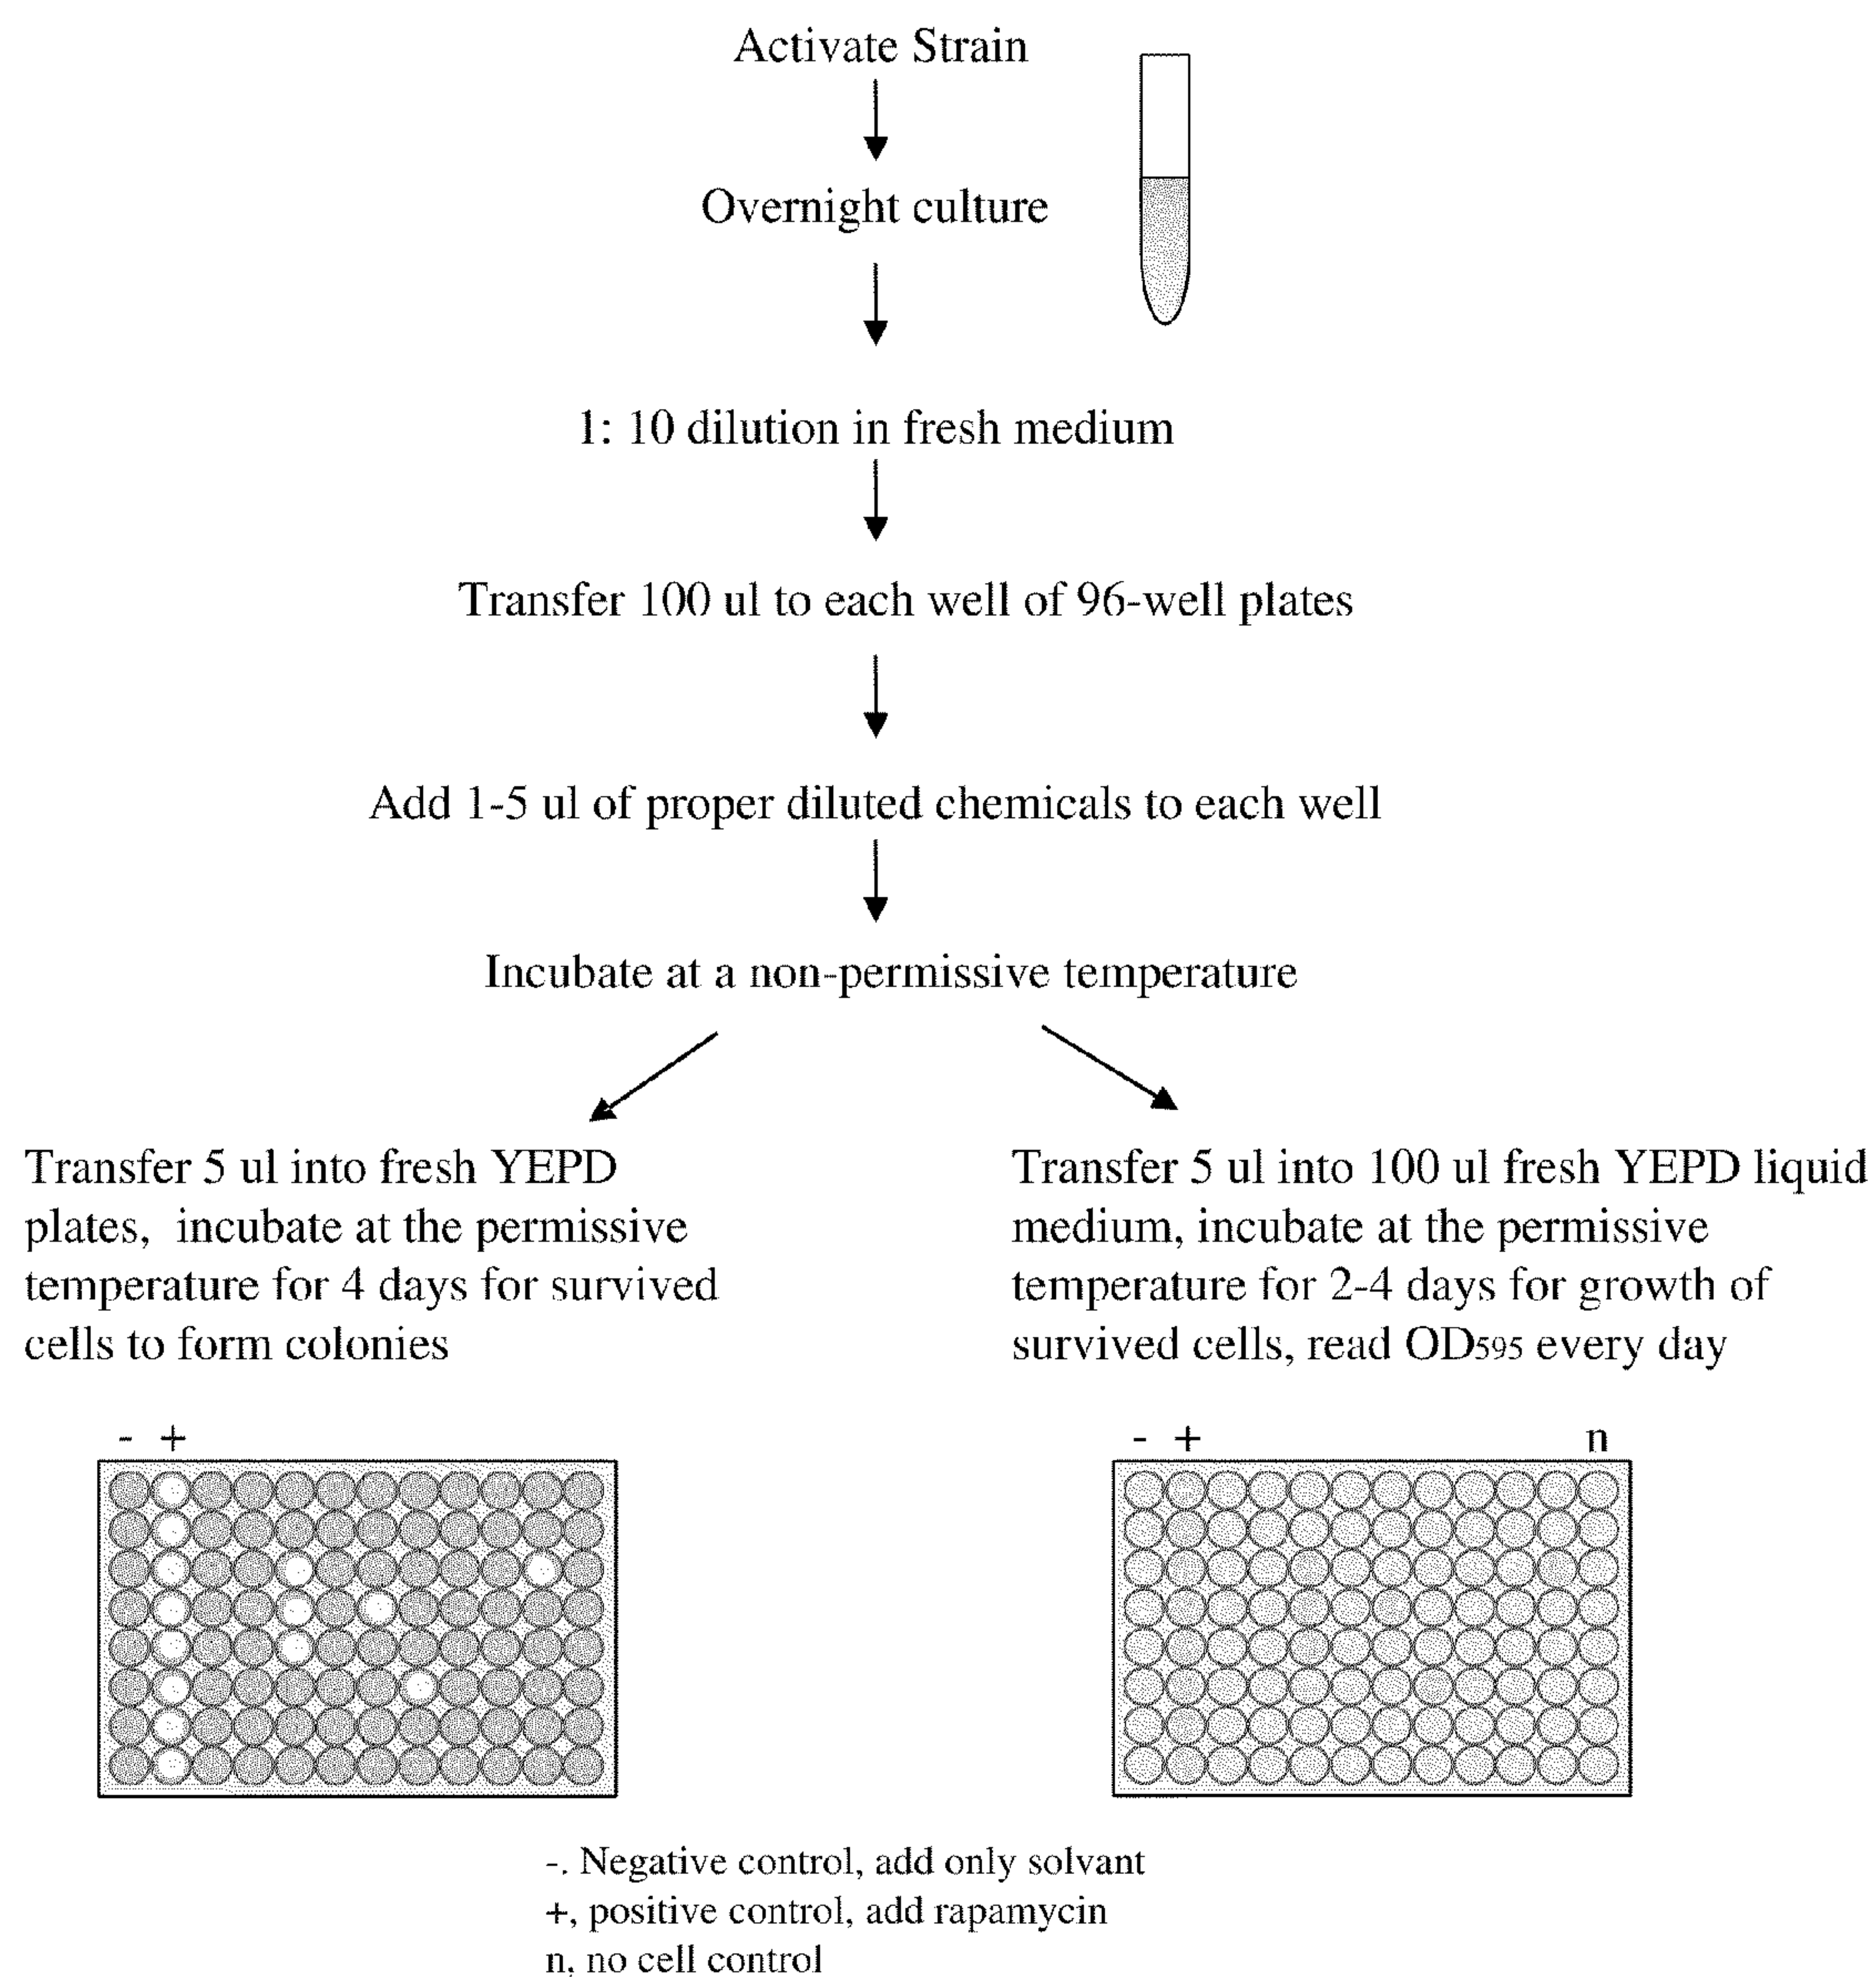 Activate Strain
Overnight culture
1: 10 dilution in fresh medium
Transfer 100 ul to each well of 96-well plates
Add 1-5 ul of proper diluted chemicals to each well
Incubate at a non-permissive temperature
Transfer 5 ul into fresh YEPD
plates, incubate at the permissive
temperature for 4 days for survived
cells to form colonies
Transfer 5 ul into 100 ul fresh YEPD liquid
medium, incubate at the permissive
temperature for 2-4 days for growth of
survived cells, read OD595 every day
- +
- + n
-. Negative control, add only solvant
+, positive control, add rapamycin
n, no cell control